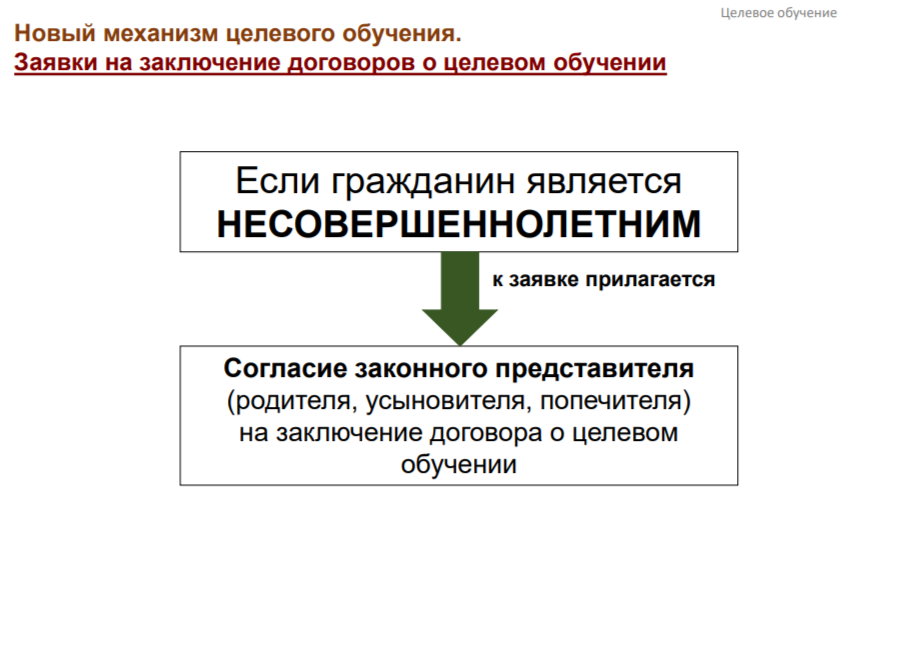 Целевое обучение
Новый механизм целевого обучения.
Заявки на заключение договоров о целевом обучении
Если гражданин является
НЕСОВЕРШЕННОЛЕТНИМ
к заявке прилагается
Согласие законного представителя
(родителя, усыновителя, попечителя)
на заключение договора о целевом
обучении